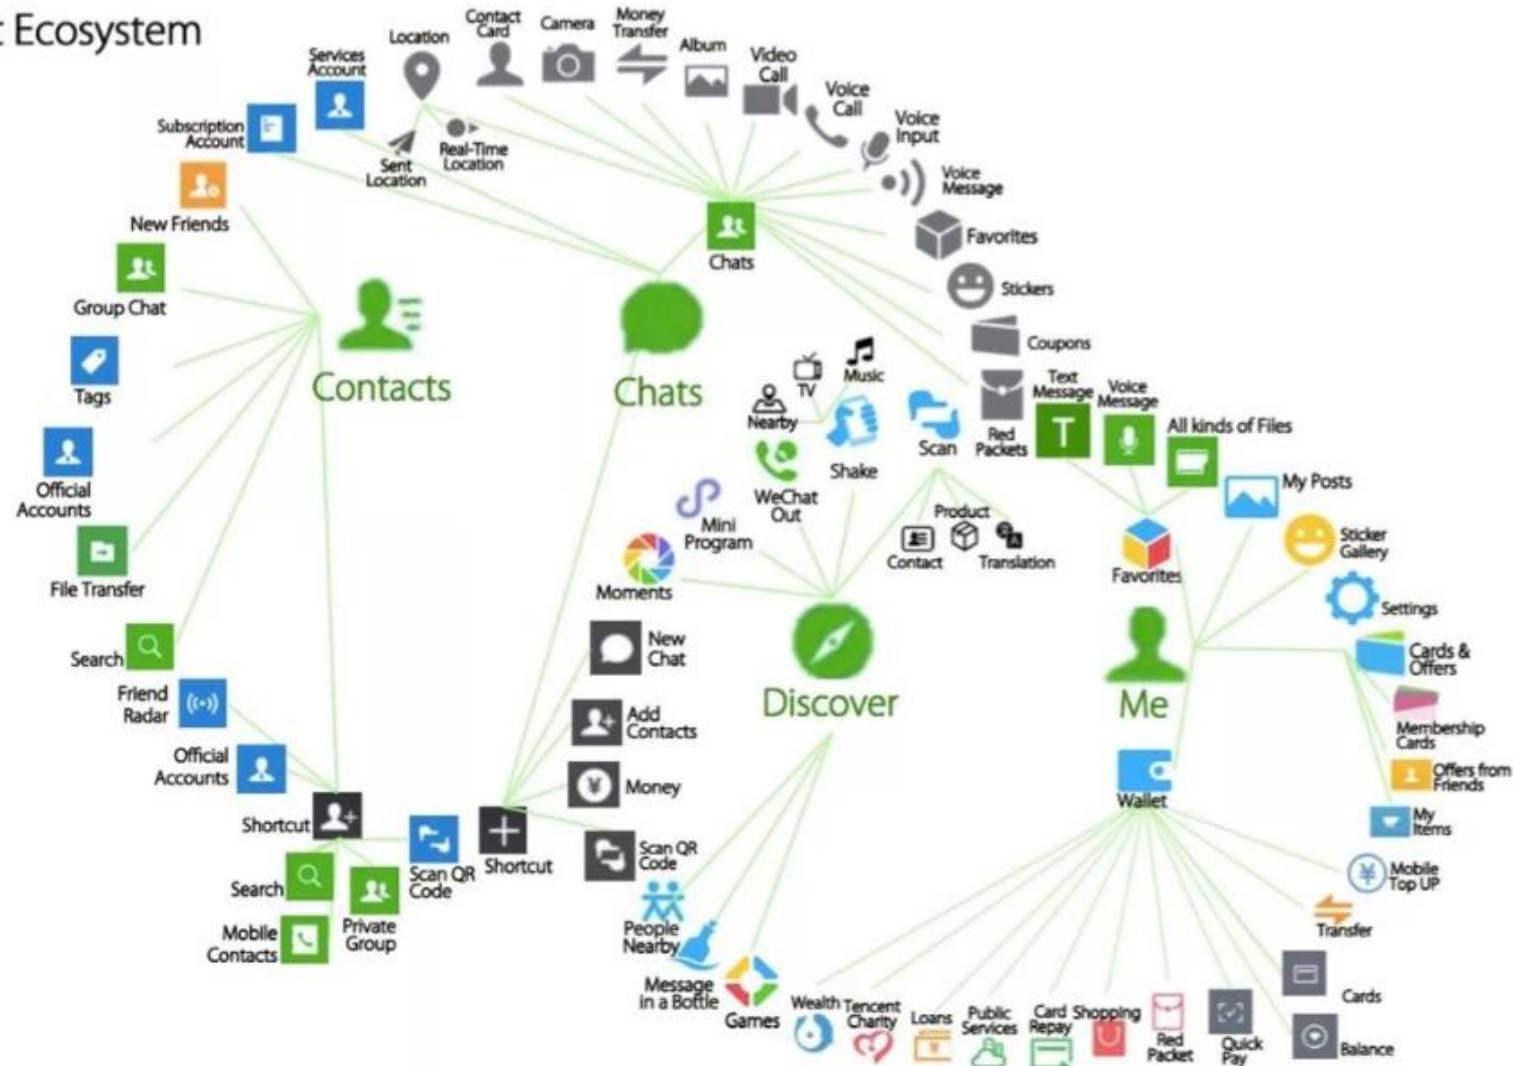 t Ecosystem
Location
Contact
Card
Camera
Money
Transfer
Album
Video
Call
Voice
Call
Voice
Input
Voice
Message
Favorites
Stickers
Coupons
Red
Packets
Services
Account
Subscription
Account
Sent
Location
Real-Time
Location
New Friends
Group Chat
Tags
Official
Accounts
File Transfer
Search
Friend
Radar
Official
Accounts
Shortcut
Search
Mobile
Contacts
Private
Group
Scan QR
Code
Contacts
Chats
Chats
Shortcut
New
Chat
Add
Contacts
Money
Scan QR
Code
Nearby
TV
Music
Shake
Scan
WeChat
Out
Mini
Program
Moments
Contact
Product
Translation
Discover
People
Nearby
Message
in a Bottle
Games
Text
Message
Voice
Message
All kinds of Files
T
Favorites
My Posts
Sticker
Gallery
Settings
Cards &
Offers
Membership
Cards
Offers from
Friends
My
Items
Me
Wallet
Mobile
Top UP
Transfer
Cards
Balance
Quick
Pay
Red
Packet
Shopping
Card
Repay
Public
Services
Loans
Tencent
Charity
Wealth